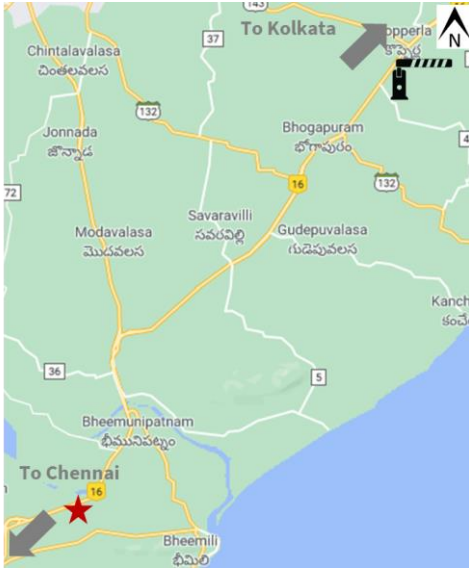 143
To Kolkata
N
37
Chintalavalasa
చింతలవలస
132
Jonnada
జొన్నాడ
Bhogapuram
భోగాపురం
72
16
132
Savaravilli
సవరవిల్లి
Gudepuvalasa
గుడెపువలస
Modavalasa
మొదవలస
36
5
Bheemunipatnam
భీమునిపట్నం
To Chennai
16
Bheemili
భీమిలి